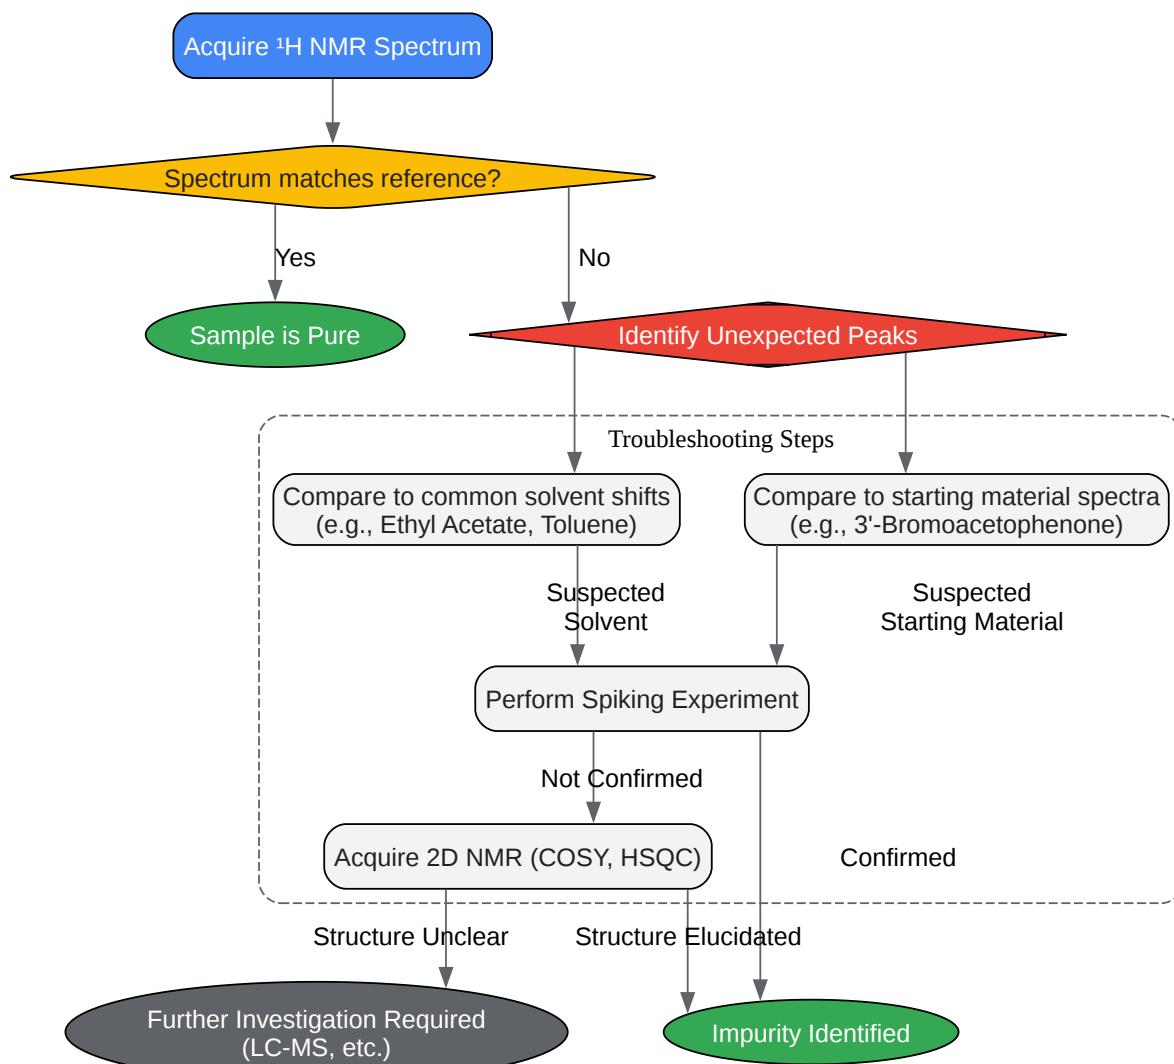 Acquire ¹H NMR Spectrum
Spectrum matches reference?
Yes
No
Sample is Pure
Identify Unexpected Peaks
Troubleshooting Steps
Compare to common solvent shifts
(e.g., Ethyl Acetate, Toluene)
Compare to starting material spectra
(e.g., 3'-Bromoacetophenone)
Suspected
Solvent
Suspected
Starting Material
Perform Spiking Experiment
Not Confirmed
Acquire 2D NMR (COSY, HSQC)
Confirmed
Structure Unclear
Structure Elucidated
Further Investigation Required
(LC-MS, etc.)
Impurity Identified